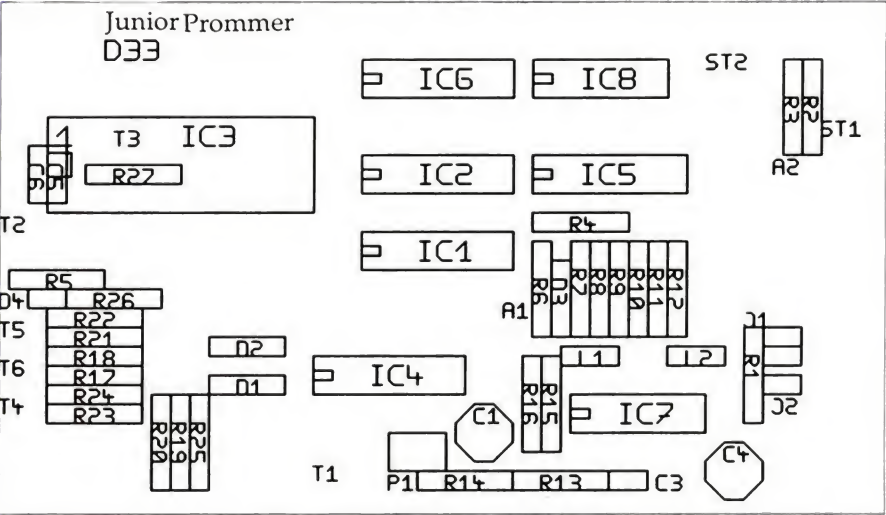 Junior Prommer
D33
IC6
IC8
ST2
R3
R2
ST1
A2
1
T3
IC3
C6
C5
R27
IC2
IC5
T2
R4
IC1
R5
D4
R26
R6
D3
R7
R8
R9
R10
R11
R12
A1
T5
R22
R21
T6
R18
R17
R24
T4
R23
D2
D1
IC4
L1
L2
J1
R1
J2
R16
R15
IC7
C1
R20
R19
R25
T1
P1
R14
R13
C3
C4